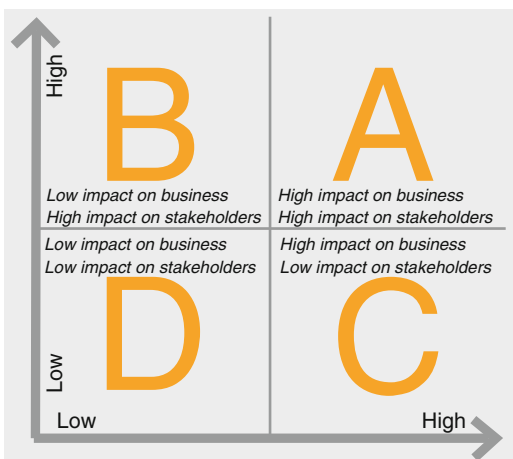 High
B
A
Low impact on business
High impact on stakeholders
High impact on business
High impact on stakeholders
Low impact on business
Low impact on stakeholders
High impact on business
Low impact on stakeholders
D
C
Low
Low
High